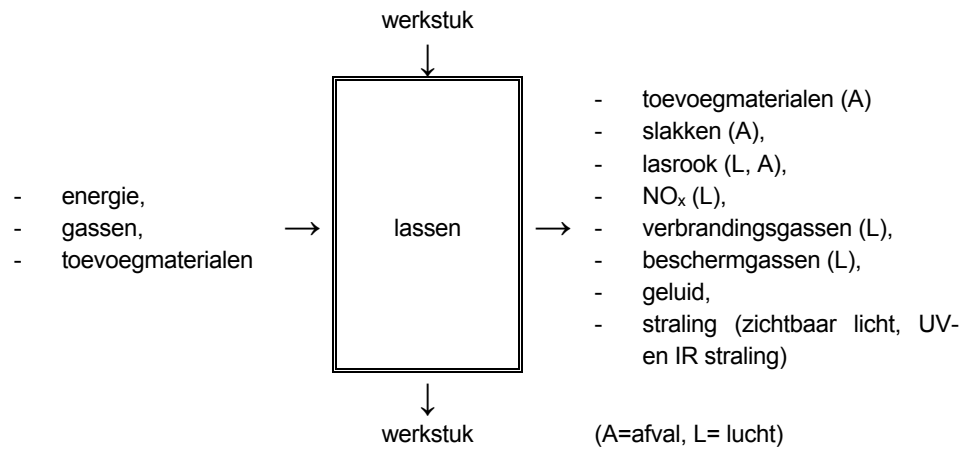 werkstuk
- energie,
- gassen,
- toevoegmaterialen
lassen
- toevoegmaterialen (A)
- slakken (A),
- lasrook (L, A),
- NOx (L),
- verbrandingsgassen (L),
- beschermgassen (L),
- geluid,
- straling (zichtbaar licht, UV-
en IR straling)
werkstuk
(A=afval, L= lucht)